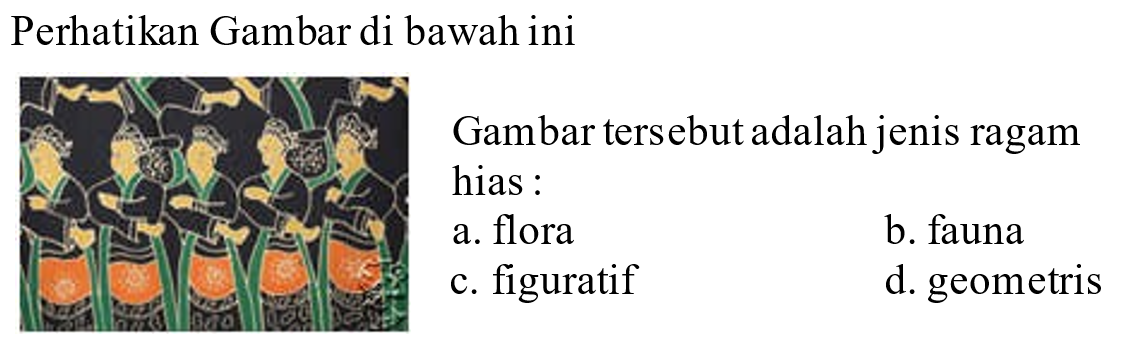 Perhatikan Gambar di bawah ini
Gambar tersebut adalah jenis ragam
hias :
a. flora b. fauna
c. figuratif d. geometris